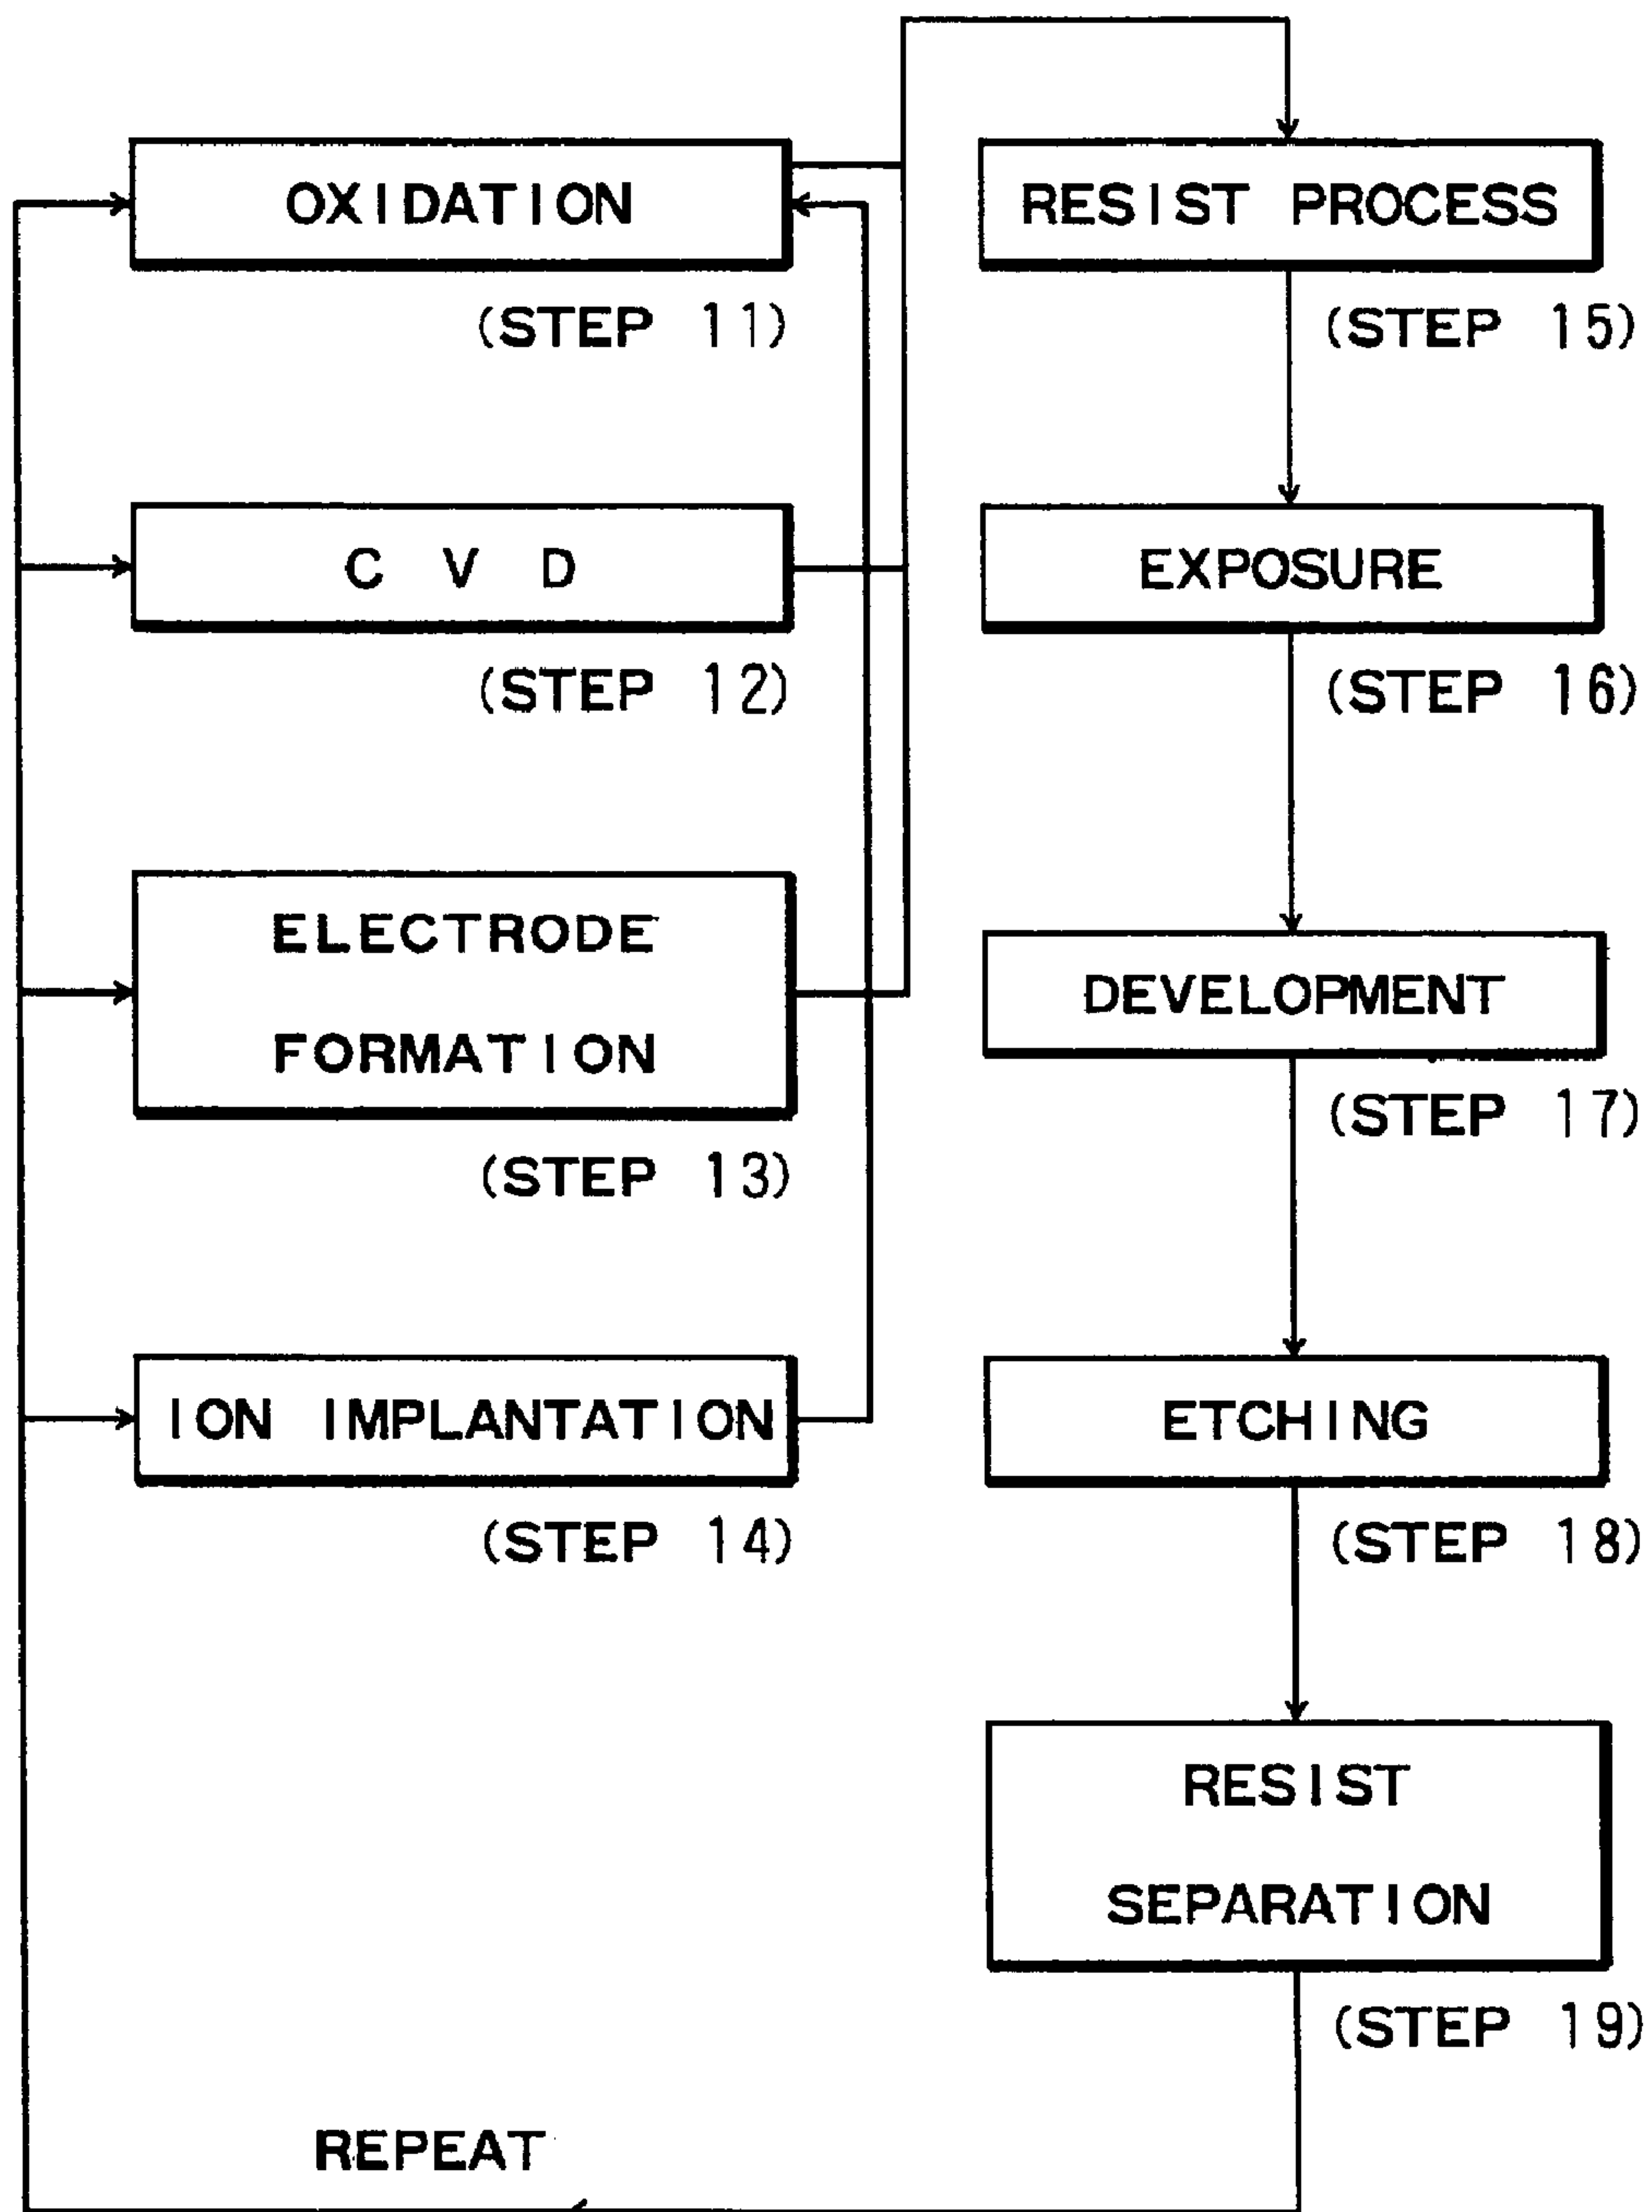 OXIDATION
(STEP 11)
C V D
(STEP 12)
ELECTRODE
FORMATION
(STEP 13)
ION IMPLANTATION
(STEP 14)
RESIST PROCESS
(STEP 15)
EXPOSURE
(STEP 16)
DEVELOPMENT
(STEP 17)
ETCHING
(STEP 18)
RESIST
SEPARATION
(STEP 19)
REPEAT